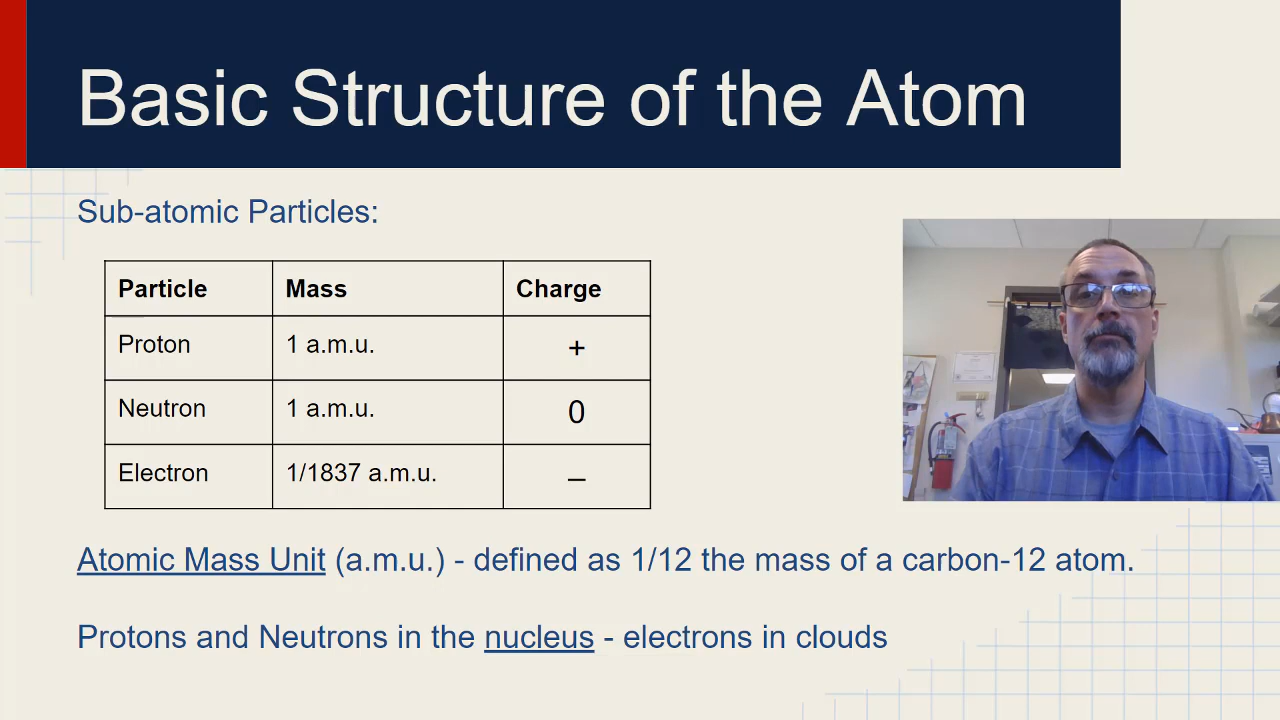 Basic Structure of the Atom
Sub-atomic Particles:
Particle Mass Charge
Proton 1 a.m.u. +
Neutron 1 a.m.u. 0
Electron 1/1837 a.m.u. –
Atomic Mass Unit (a.m.u.) - defined as 1/12 the mass of a carbon-12 atom.
Protons and Neutrons in the nucleus - electrons in clouds